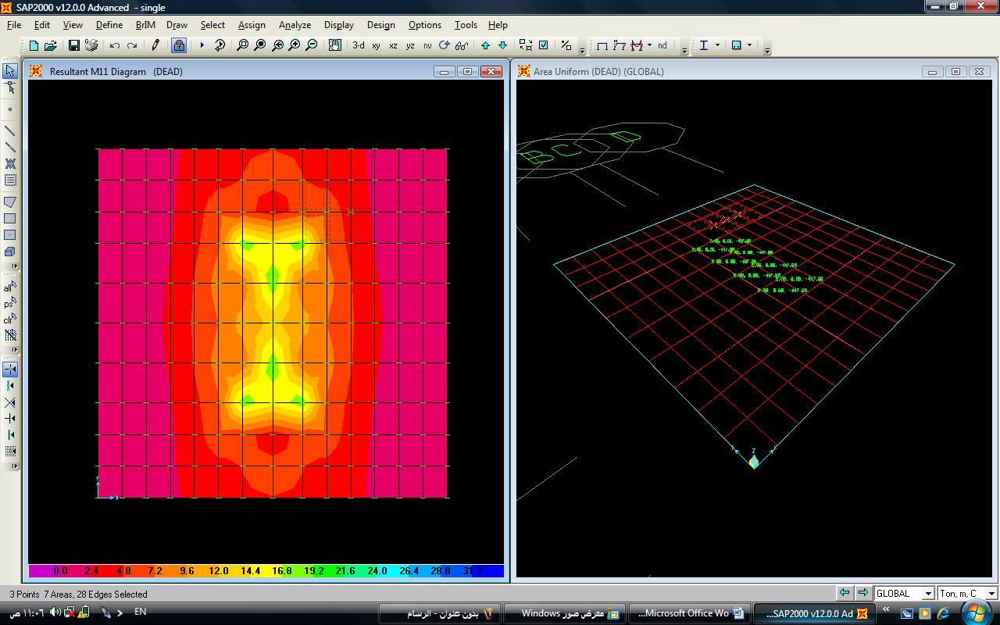 SAP2000 v12.0.0 Advanced - single
File Edit View Define BrIM Draw Select Assign Analyze Display Design Options Tools Help
3-d xy xz yz nv nd
Resultant M11 Diagram (DEAD)
Area Uniform (DEAD) (GLOBAL)
all
ps
clr
Y
X
Z
0.0 2.4 4.8 7.2 9.6 12.0 14.4 16.8 19.2 21.6 24.0 26.4 28.8 31.2
3 Points 7 Areas, 28 Edges Selected
GLOBAL
Ton, m, C
١١:٠٦ ص
EN
بدون عنوان - الرسام
معرض صور Windows
...Microsoft Office Wo
...SAP2000 v12.0.0 Ad